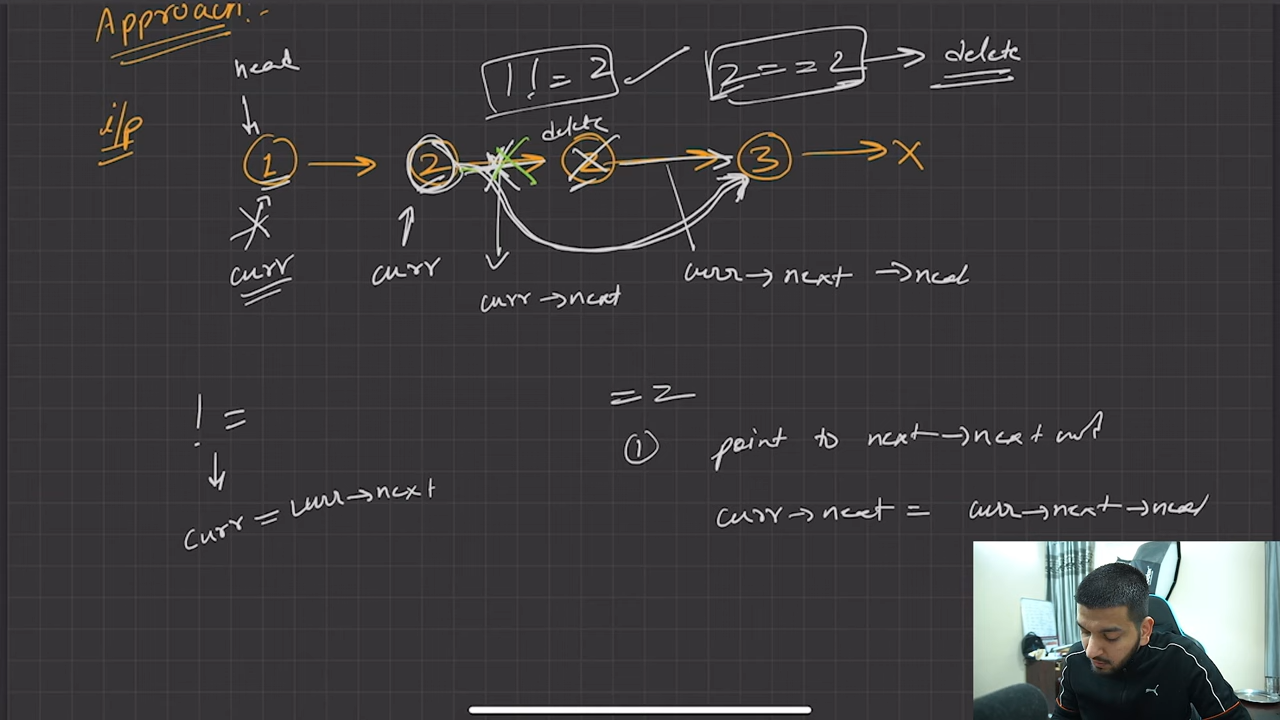 Approach:-
head
1 != 2
2 == 2 → delete
i/p
delete
1 → 2 → 2 → 3 → X
curr
curr
curr → next
curr → next → next
! =
= 2
① point to next → next
curr = curr → next
curr → next = curr → next → next